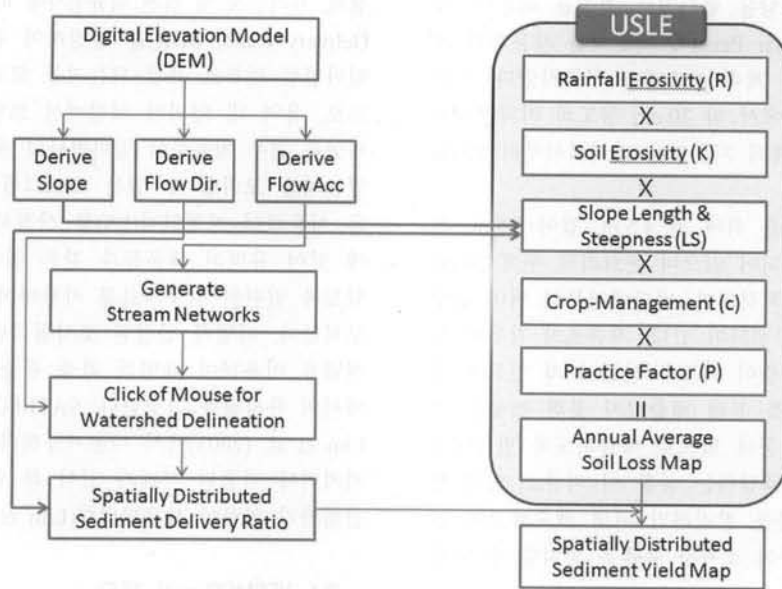 Digital Elevation Model
(DEM)
Derive
Slope
Derive
Flow Dir.
Derive
Flow Acc
Generate
Stream Networks
Click of Mouse for
Watershed Delineation
Spatially Distributed
Sediment Delivery Ratio
USLE
Rainfall Erosivity (R)
X
Soil Erosivity (K)
X
Slope Length &
Steepness (LS)
X
Crop-Management (c)
X
Practice Factor (P)
=
Annual Average
Soil Loss Map
Spatially Distributed
Sediment Yield Map